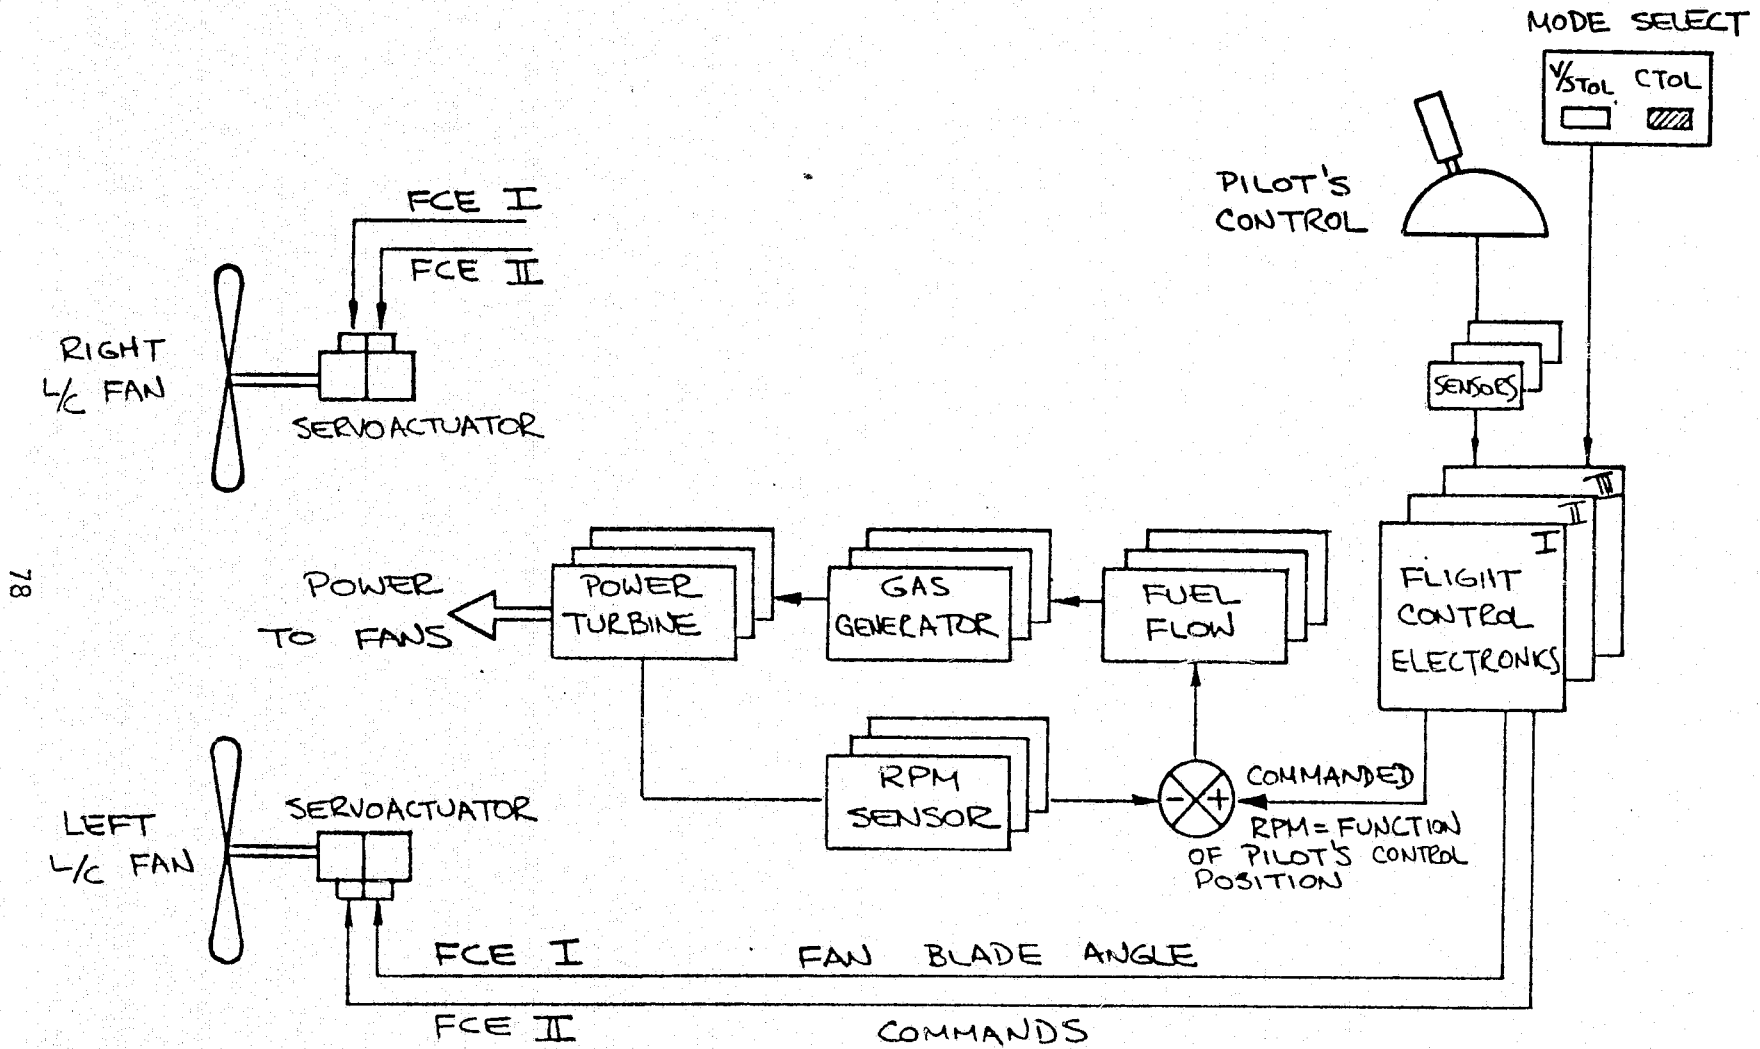 MODE SELECT
V/STOL CTOL
PILOT'S
CONTROL
FCE I
FCE II
RIGHT
L/C FAN
SERVOACTUATOR
SENSORS
III
II
I
FLIGHT
CONTROL
ELECTRONICS
POWER
TO FANS
POWER
TURBINE
GAS
GENERATOR
FUEL
FLOW
78
RPM
SENSOR
- +
COMMANDED
RPM = FUNCTION
OF PILOT'S CONTROL
POSITION
LEFT
L/C FAN
SERVOACTUATOR
FCE I
FAN BLADE ANGLE
FCE II
COMMANDS